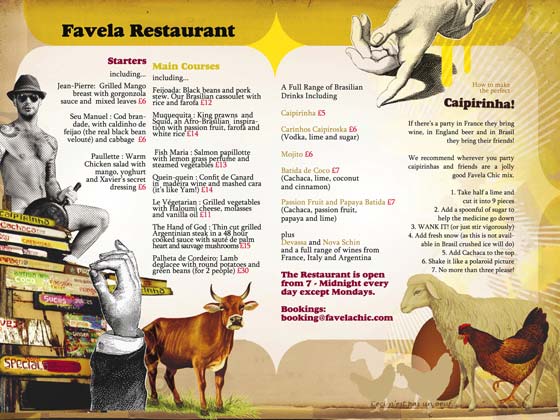 Favela Restaurant
Starters
including...
Jean-Pierre: Grilled Mango
breast with gorgonzola
sauce and mixed leaves £6
Seu Manuel : Cod bran-
dade, with caldinho de
feijao (the real black bean
velouté) and cabbage £6
Paulette : Warm
Chicken salad with
mango, yoghurt
and Xavier's secret
dressing £6
Main Courses
including...
Feijoada: Black beans and pork
stew. Our Brasilian cassoulet with
rice and farofa £12
Muquequita : King prawns and
Squid, an Afro-Brasilian, inspira-
tion with passion fruit, farofa and
white rice £14
Fish Maria : Salmon papillotte
with lemon grass perfume and
steamed vegetables £13
Quein-quein : Confit de Canard
in madeira wine and mashed cara
(it's like Yam!) £14
Le Végetarian : Grilled vegetables
with Haloumi cheese, molasses
and vanilla oil £11
The Hand of God : Thin cut grilled
Argentinian steak in a 48 hour
cooked sauce with sauté de palm
heart and sauvage mushrooms £15
Palheta de Cordeiro; Lamb
deglacee with round potatoes and
green beans (for 2 people) £30
A Full Range of Brasilian
Drinks Including
Caipirinha £5
Carinhos Caipiroska £6
(Vodka, lime and sugar)
Mojito £6
Batida de Coco £7
(Cachaca, lime, coconut
and cinnamon)
Passion Fruit and Papaya Batida £7
(Cachaca, passion fruit,
papaya and lime)
plus
Devassa and Nova Schin
and a full range of wines from
France, Italy and Argentina
The Restaurant is open
from 7 - Midnight every
day except Mondays.
Bookings:
booking@favelachic.com
How to make
the perfect
Caipirinha!
If there's a party in France they bring
wine, in England beer and in Brasil
they bring their friends!
We recommend wherever you party
caipirinhas and friends are a jolly
good Favela Chic mix.
1. Take half a lime and
cut it into 9 pieces
2. Add a spoonful of sugar to
help the medicine go down
3. WANK IT! (or just stir vigorously)
4. Add fresh snow (as this is not avail-
able in Brasil crushed ice will do)
5. Add Cachaca to the top
6. Shake it like a polaroid picture
7. No more than three please!
caipirinha
Cachaca
Sucos
Special
Ceci n'est pas un oeuf